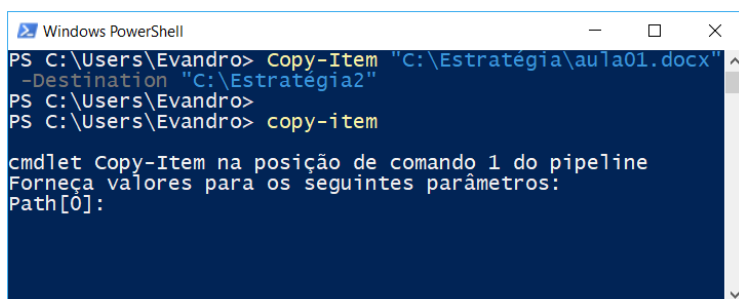 Windows PowerShell
PS C:\Users\Evandro> Copy-Item "C:\Estratégia\aula01.docx"
 -Destination "C:\Estratégia2"
PS C:\Users\Evandro>
PS C:\Users\Evandro> copy-item
cmdlet Copy-Item na posição de comando 1 do pipeline
Forneça valores para os seguintes parâmetros:
Path[0]: